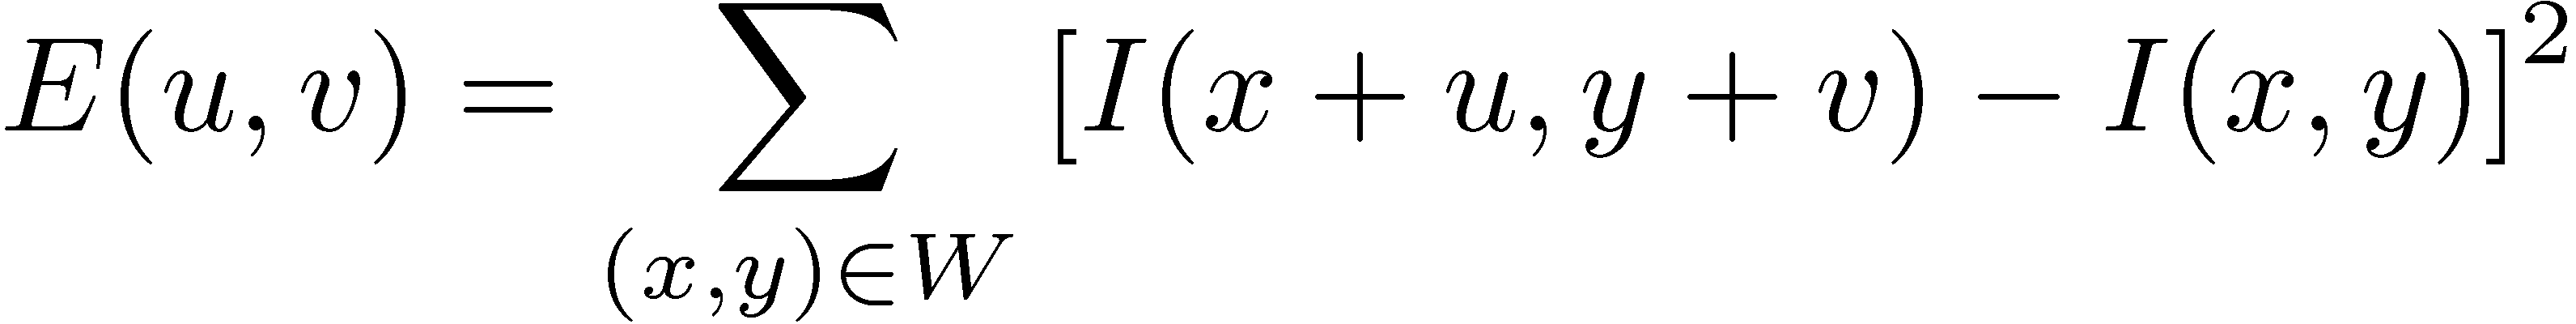 E(u, v) = ∑_{(x,y)∈W} [I(x + u, y + v) − I(x, y)]²